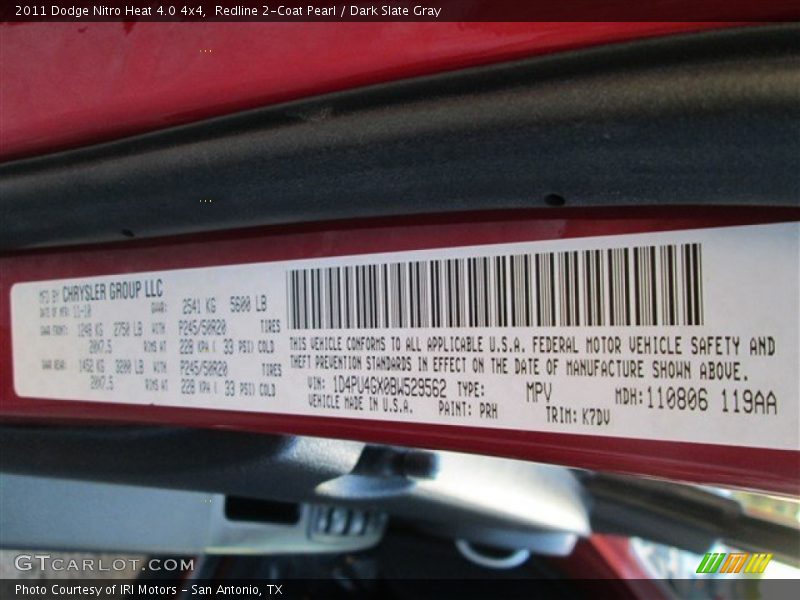 2011 Dodge Nitro Heat 4.0 4x4,  Redline 2-Coat Pearl / Dark Slate Gray
MFD BY CHRYSLER GROUP LLC
DATE OF MFR: 11-10 GVWR: 2541 KG 5600 LB
GAWR FRONT: 1248 KG 2750 LB WITH P245/50R20 TIRES
20X7.5 RIMS AT 228 KPA ( 33 PSI) COLD
GAWR REAR: 1452 KG 3200 LB WITH P245/50R20 TIRES
20X7.5 RIMS AT 228 KPA ( 33 PSI) COLD
THIS VEHICLE CONFORMS TO ALL APPLICABLE U.S.A. FEDERAL MOTOR VEHICLE SAFETY AND
THEFT PREVENTION STANDARDS IN EFFECT ON THE DATE OF MANUFACTURE SHOWN ABOVE.
VIN: 1D4PU4GX0BW529562 TYPE: MPV MDH:110806 119AA
VEHICLE MADE IN U.S.A. PAINT: PRH TRIM: K7DV
GTCARLOT.COM
Photo Courtesy of IRI Motors - San Antonio, TX